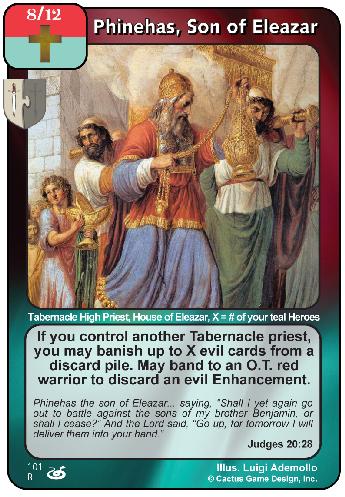 8/12
Phinehas, Son of Eleazar
Tabernacle High Priest, House of Eleazar, X = # of your teal Heroes
If you control another Tabernacle priest,
you may banish up to X evil cards from a
discard pile. May band to an O.T. red
warrior to discard an evil Enhancement.
Phinehas the son of Eleazar... saying, "Shall I yet again go
out to battle against the sons of my brother Benjamin, or
shall I cease?" And the Lord said, "Go up, for tomorrow I will
deliver them into your hand."
Judges 20:28
101
R
Illus. Luigi Ademollo
© Cactus Game Design, Inc.